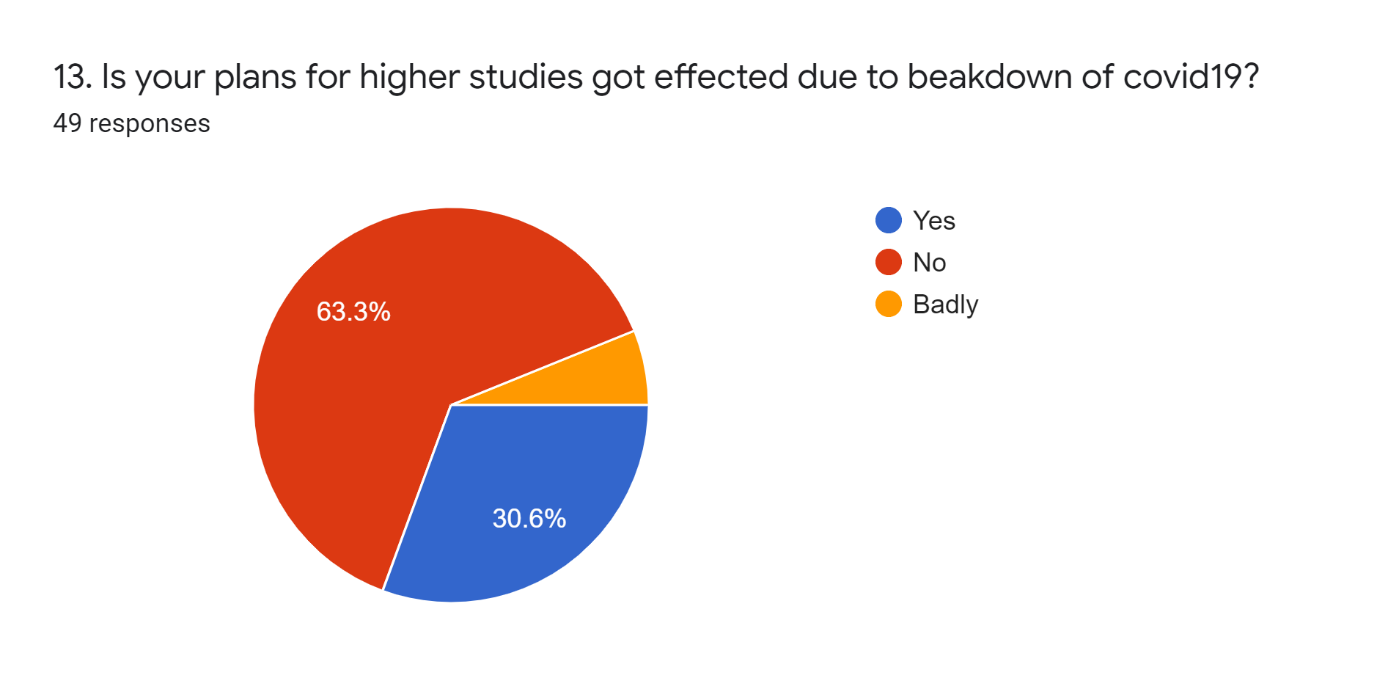 13. Is your plans for higher studies got effected due to beakdown of covid19?
49 responses
Yes
No
Badly
63.3%
30.6%